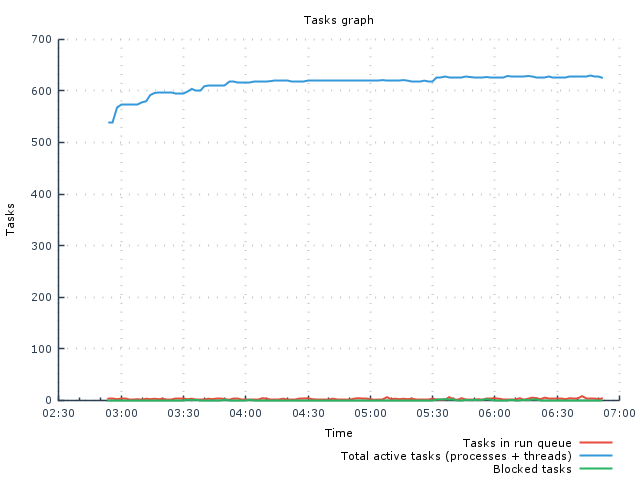 Tasks graph
700
600
500
400
300
200
100
0
Tasks
02:30 03:00 03:30 04:00 04:30 05:00 05:30 06:00 06:30 07:00
Time
Tasks in run queue
Total active tasks (processes + threads)
Blocked tasks